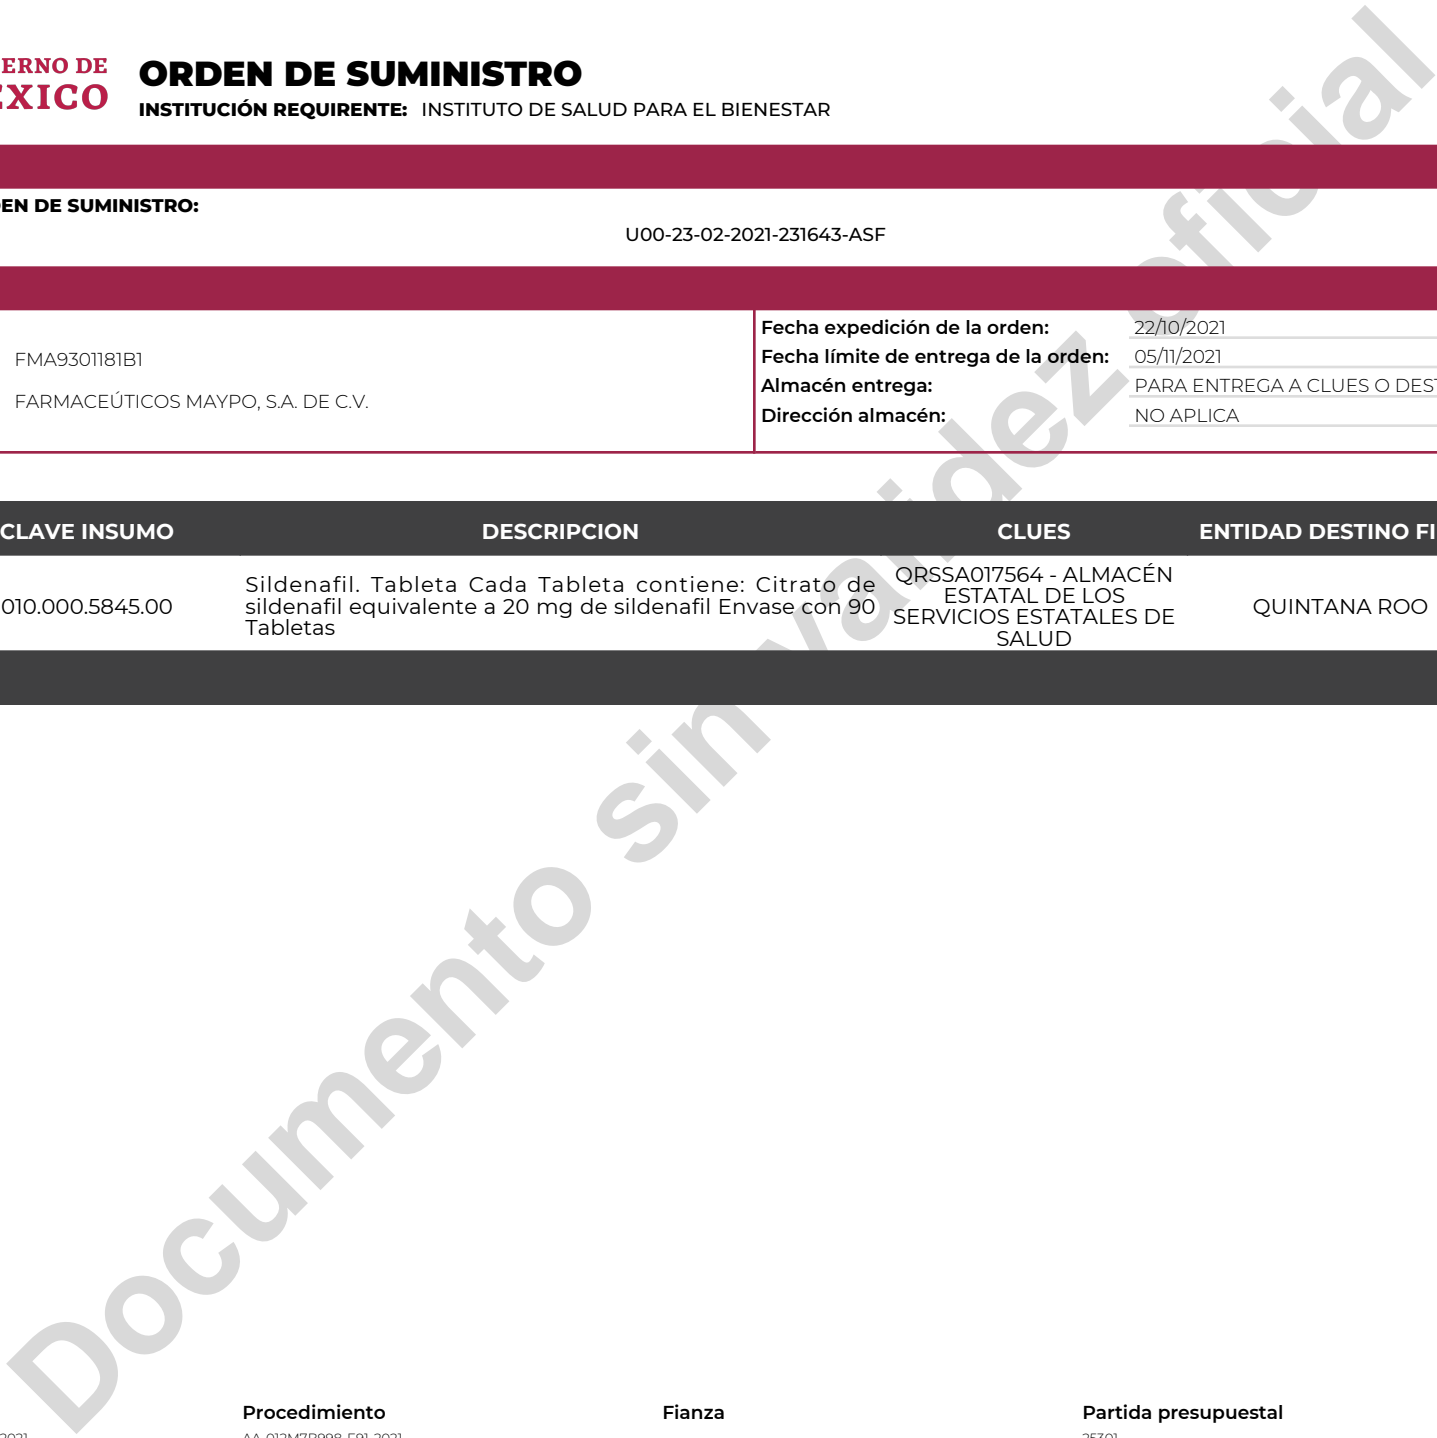 ERNO DE
EXICO
ORDEN DE SUMINISTRO
INSTITUCIÓN REQUIRENTE: INSTITUTO DE SALUD PARA EL BIENESTAR
EN DE SUMINISTRO:
U00-23-02-2021-231643-ASF
FMA9301181B1
FARMACEÚTICOS MAYPO, S.A. DE C.V.
Fecha expedición de la orden: 22/10/2021
Fecha límite de entrega de la orden: 05/11/2021
Almacén entrega: PARA ENTREGA A CLUES O DEST
Dirección almacén: NO APLICA
CLAVE INSUMO DESCRIPCION CLUES ENTIDAD DESTINO FI
010.000.5845.00
Sildenafil. Tableta Cada Tableta contiene: Citrato de
sildenafil equivalente a 20 mg de sildenafil Envase con 90
Tabletas
QRSSA017564 - ALMACÉN
ESTATAL DE LOS
SERVICIOS ESTATALES DE
SALUD
QUINTANA ROO
Documento sin validez oficial
Procedimiento Fianza Partida presupuestal